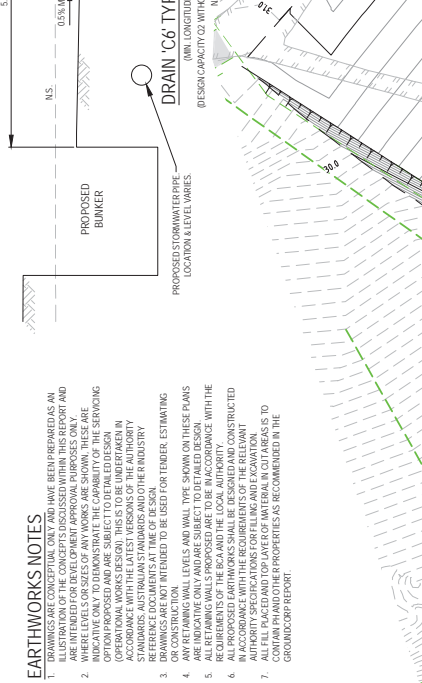 EARTHWORKS NOTES
1. DRAWINGS ARE CONCEPTUAL ONLY AND HAVE BEEN PREPARED AS AN
ILLUSTRATION OF THE CONCEPTS DISCUSSED WITHIN THIS REPORT AND
ARE INTENDED FOR DEVELOPMENT APPROVAL PURPOSES ONLY.
2. WHERE LEVELS OR SIZES OF ANY WORKS ARE SHOWN, THESE ARE
INDICATIVE ONLY TO DEMONSTRATE THE CAPABILITY OF THE SERVICING
OPTION PROPOSED AND ARE SUBJECT TO DETAILED DESIGN
(OPERATIONAL WORKS DESIGN). THIS IS TO BE UNDERTAKEN IN
ACCORDANCE WITH THE LATEST VERSIONS OF THE AUTHORITY
STANDARDS, AUSTRALIAN STANDARDS AND OTHER INDUSTRY
REFERENCE DOCUMENTS AT TIME OF DESIGN.
3. DRAWINGS ARE NOT INTENDED TO BE USED FOR TENDER, ESTIMATING
OR CONSTRUCTION.
4. ANY RETAINING WALL LEVELS AND WALL TYPE SHOWN ON THESE PLANS
ARE INDICATIVE ONLY AND ARE SUBJECT TO DETAILED DESIGN.
5. ALL RETAINING WALLS PROPOSED ARE TO BE IN ACCORDANCE WITH THE
REQUIREMENTS OF THE BCA AND THE LOCAL AUTHORITY.
6. ALL PROPOSED EARTHWORKS SHALL BE DESIGNED AND CONSTRUCTED
IN ACCORDANCE WITH THE REQUIREMENTS OF THE RELEVANT
AUTHORITY SPECIFICATIONS FOR FILLING AND EXCAVATION.
7. ALL FILL PLACED AND TOP LAYER OF MATERIAL IN CUT AREAS IS TO
CONTAIN PH AND OTHER PROPERTIES AS RECOMMENDED IN THE
GROUNDCORP REPORT.
PROPOSED
BUNKER
N.S.
5.
0.5% M
PROPOSED STORMWATER PIPE.
LOCATION & LEVEL VARIES.
DRAIN 'C6' TYP
(MIN. LONGITUD
(DESIGN CAPACITY Q2 WITHO
N.
31.0
30.0